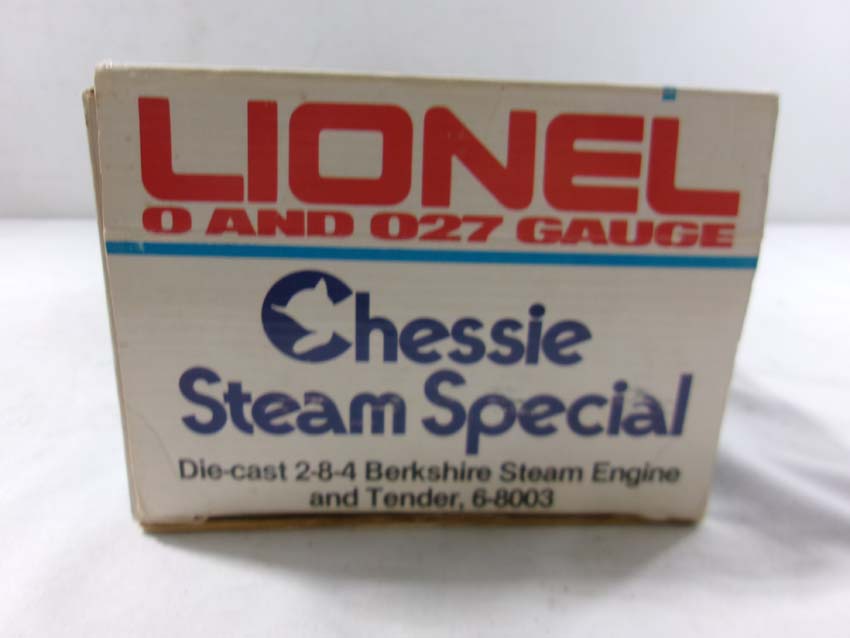 LIONEL
O AND O27 GAUGE
Chessie
Steam Special
Die-cast 2-8-4 Berkshire Steam Engine
and Tender, 6-8003